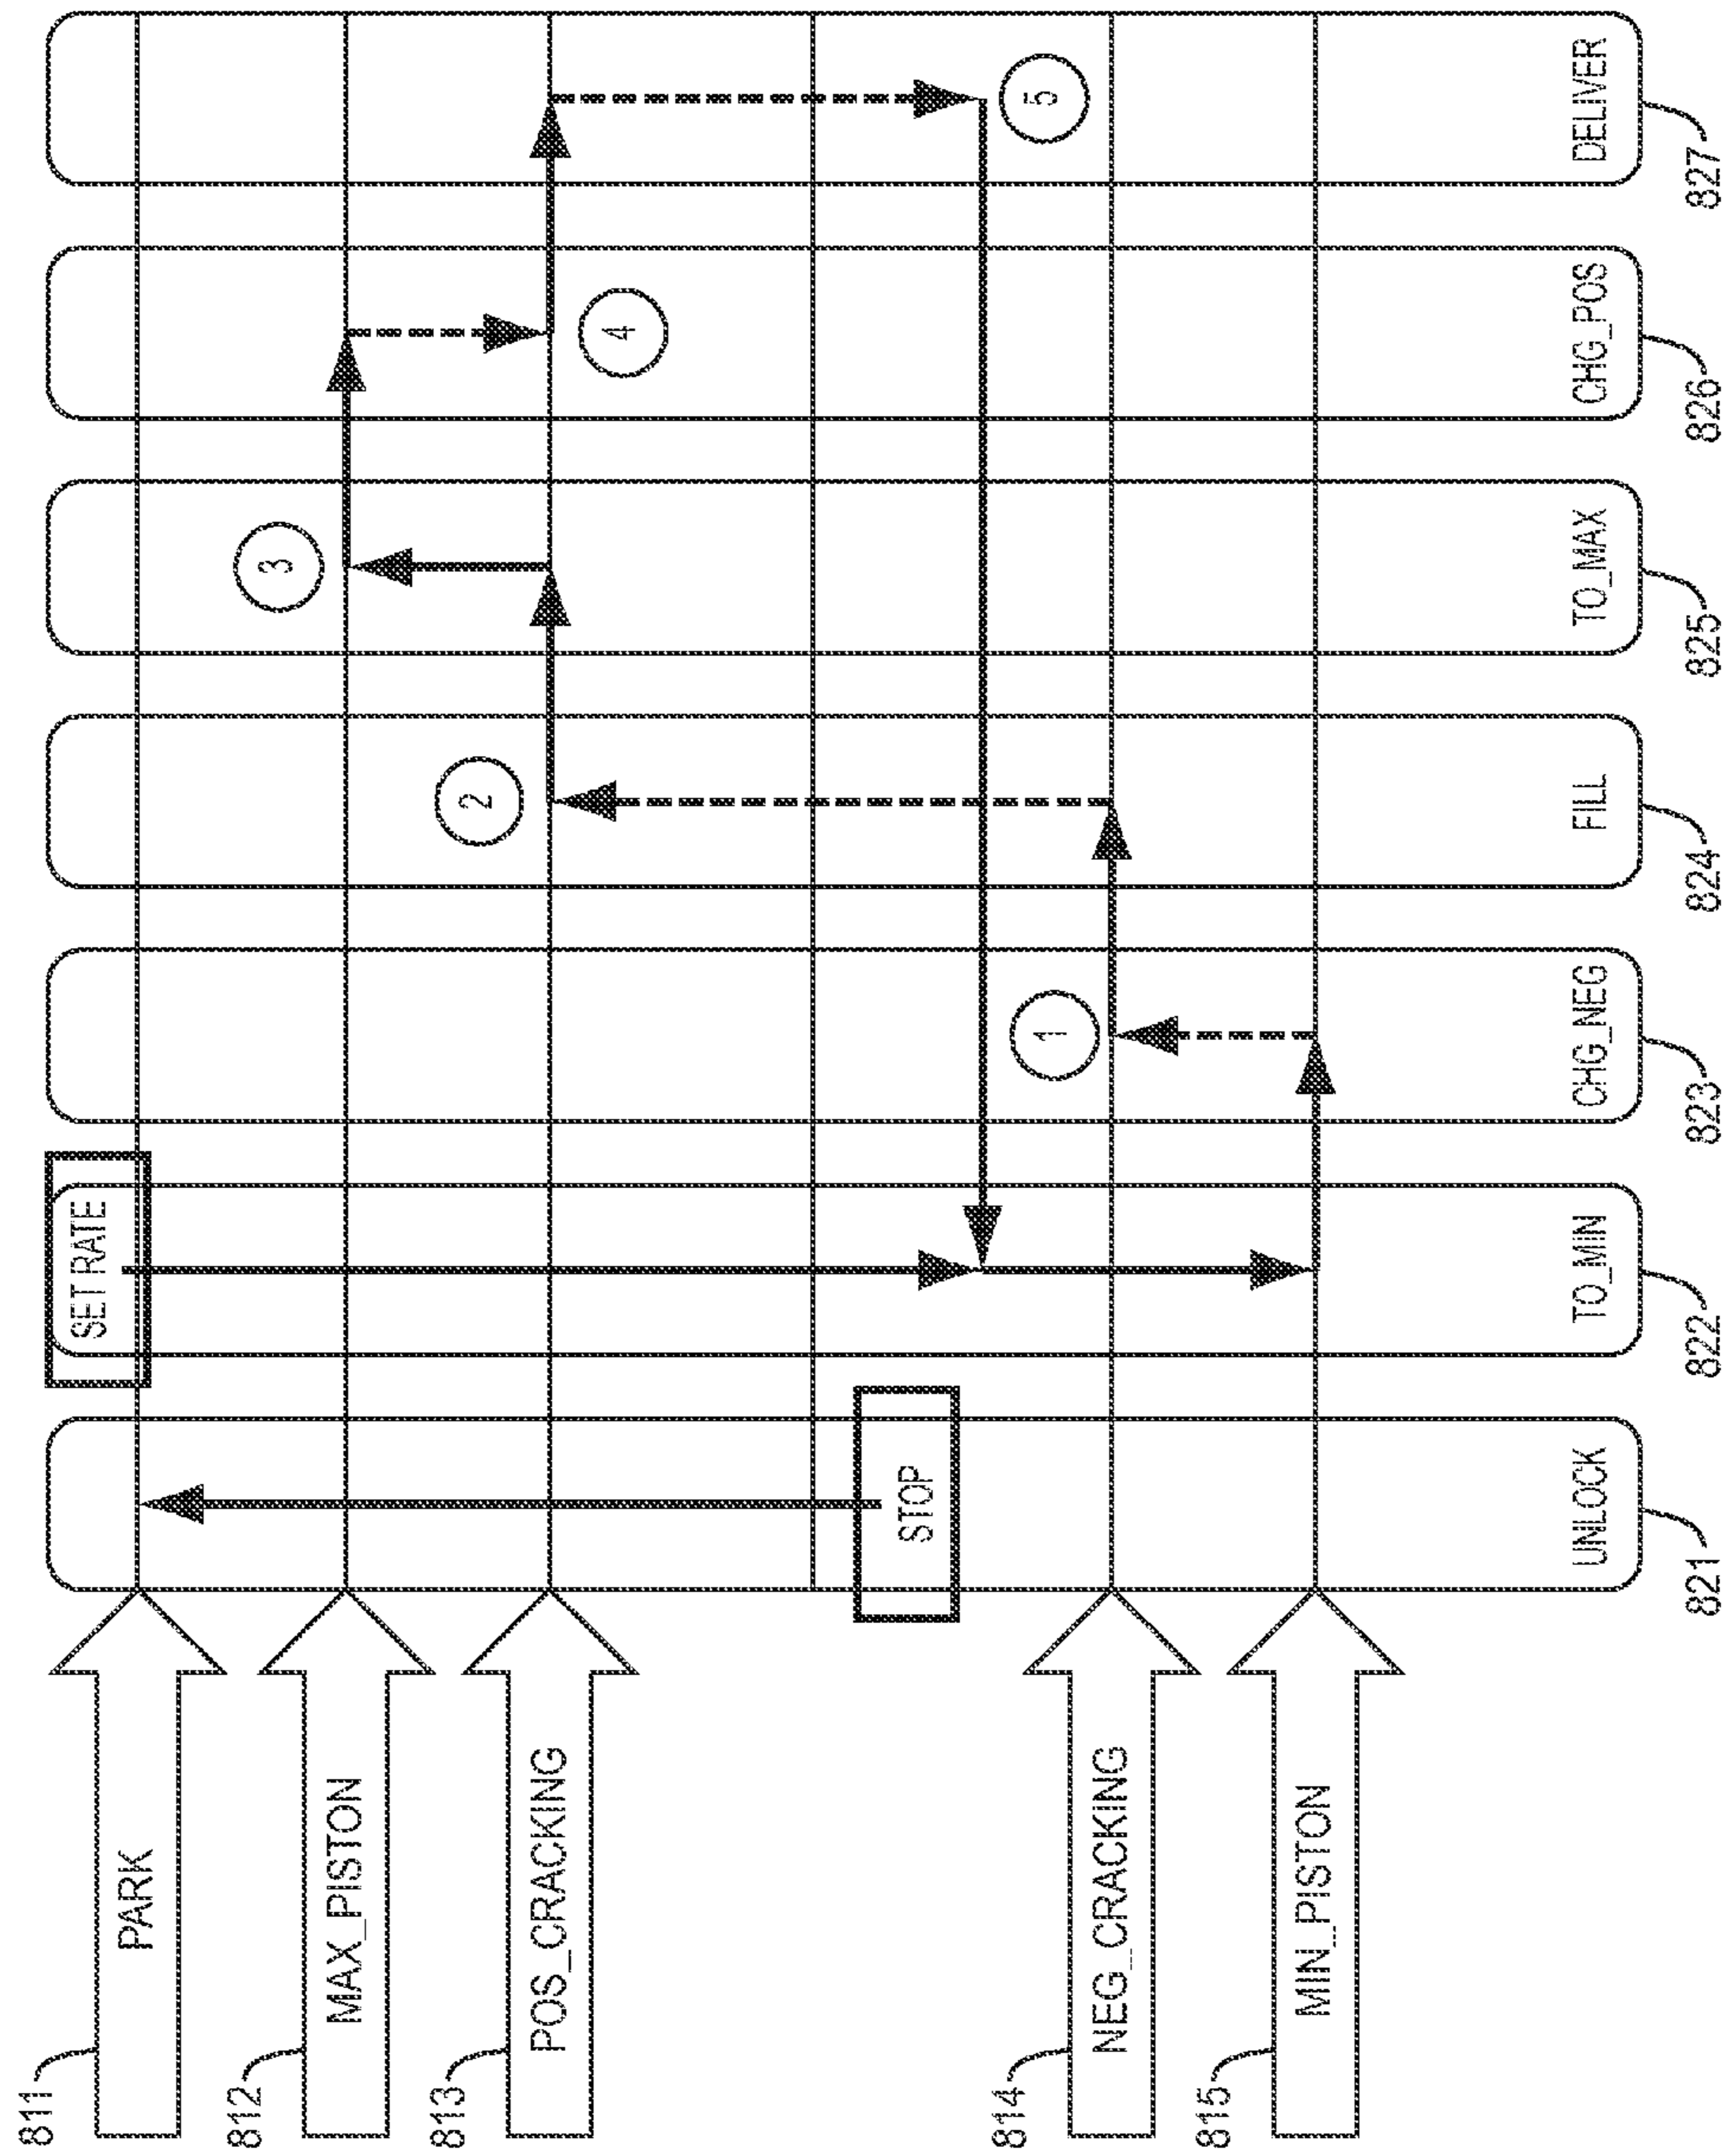 811
PARK
812
MAX_PISTON
813
POS_CRACKING
814
NEG_CRACKING
815
MIN_PISTON
STOP
UNLOCK
821
SET RATE
TO_MIN
822
1
CHG_NEG
823
2
FILL
824
3
TO_MAX
825
4
CHG_POS
826
5
DELIVER
827